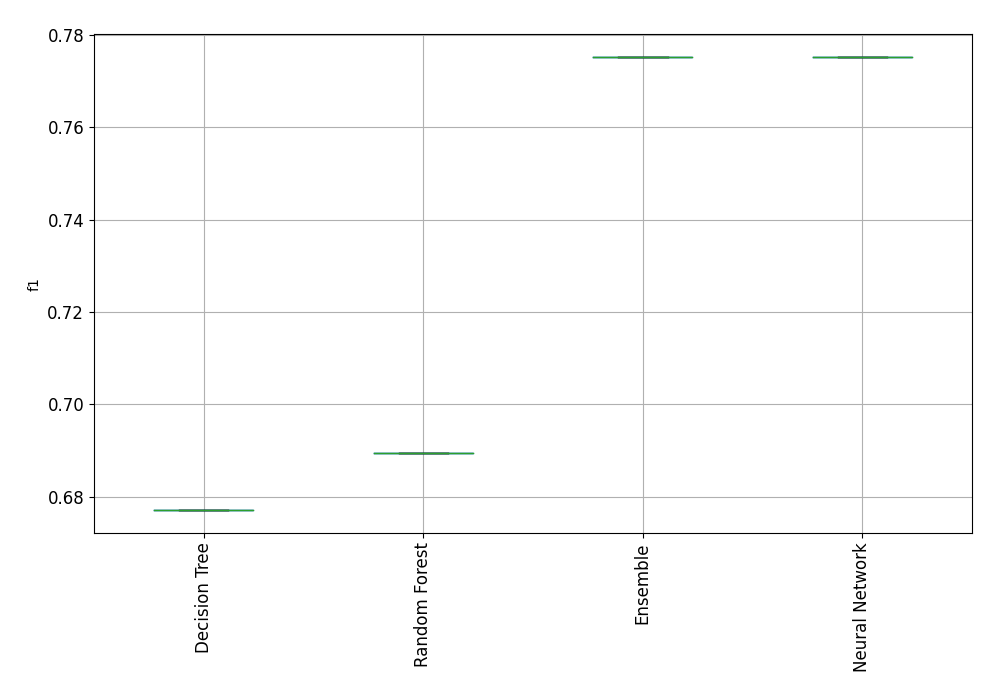 0.78
0.76
0.74
0.72
0.70
0.68
f1
Decision Tree
Random Forest
Ensemble
Neural Network